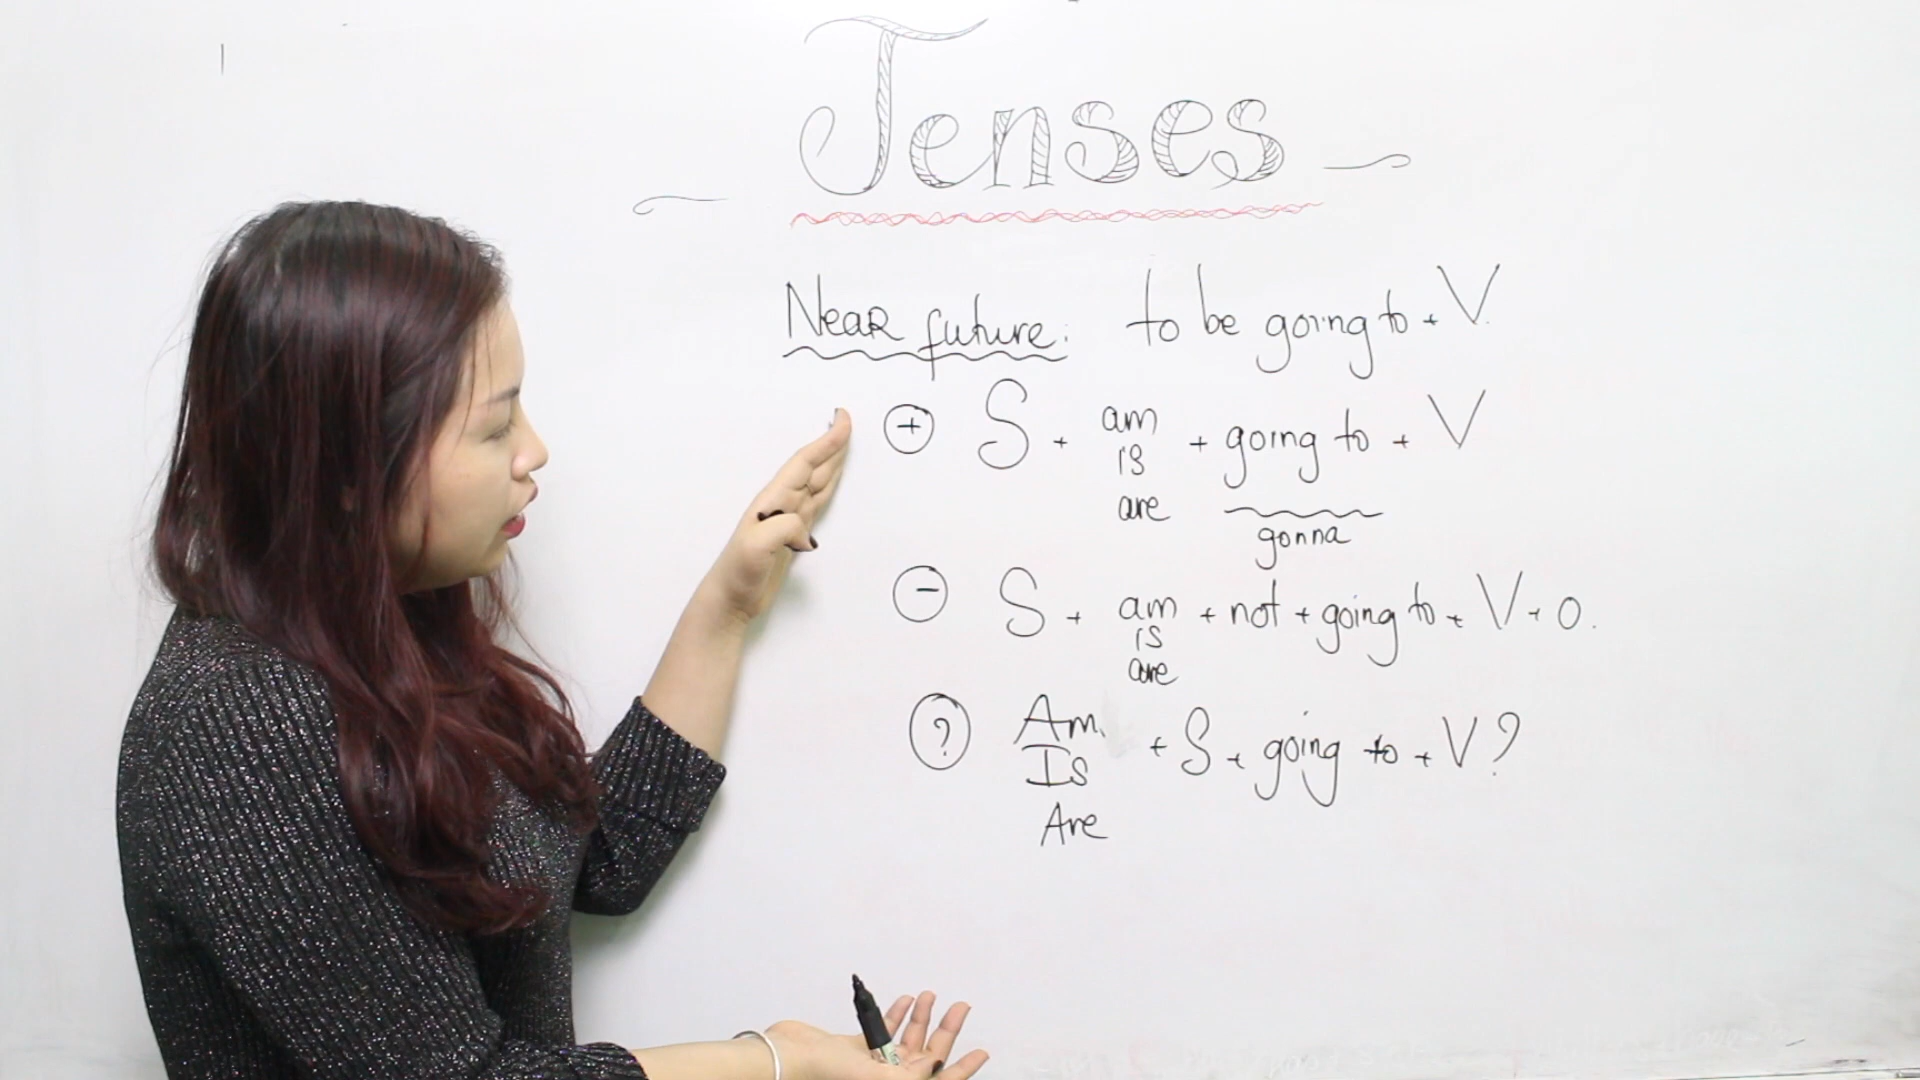 Tenses
Near future: to be going to + V.
(+) S + am + going to + V
is
are
gonna
(-) S + am + not + going to + V + O.
is
are
(?) Am + S + going to + V?
Is
Are